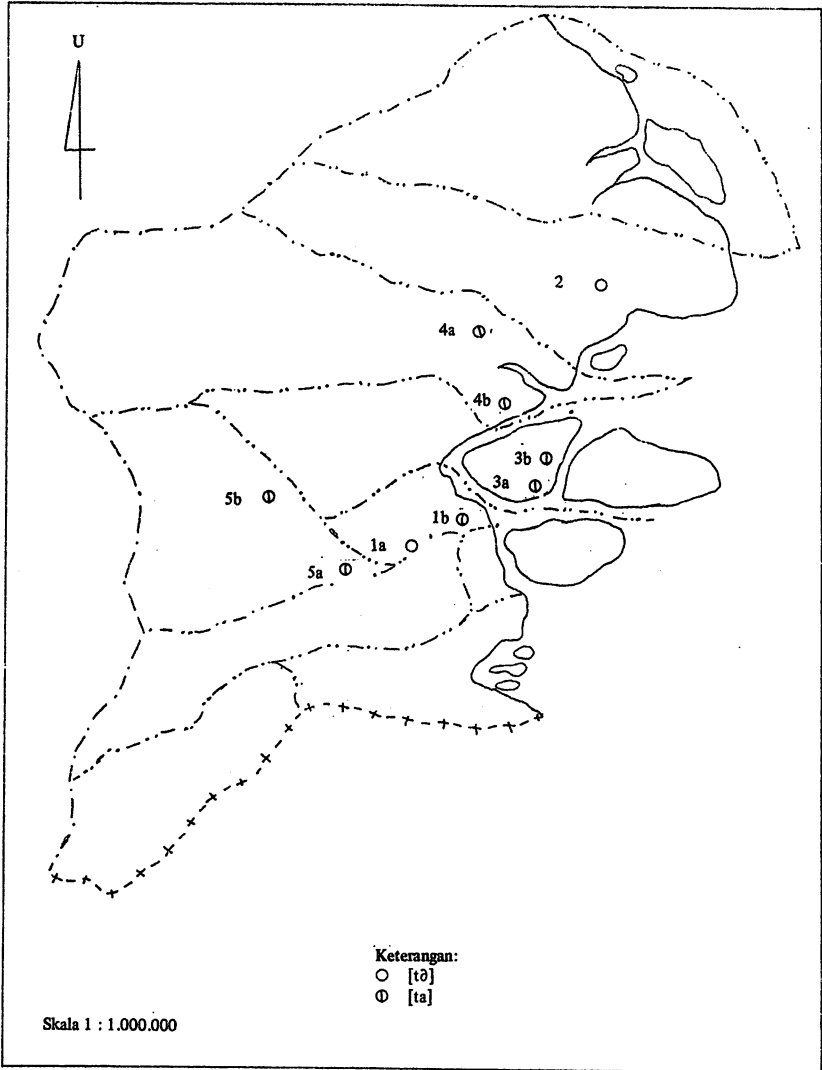 U
2
4a
4b
3b
3a
5b
1b
1a
5a
Keterangan:
[tə]
[ta]
Skala 1 : 1.000.000